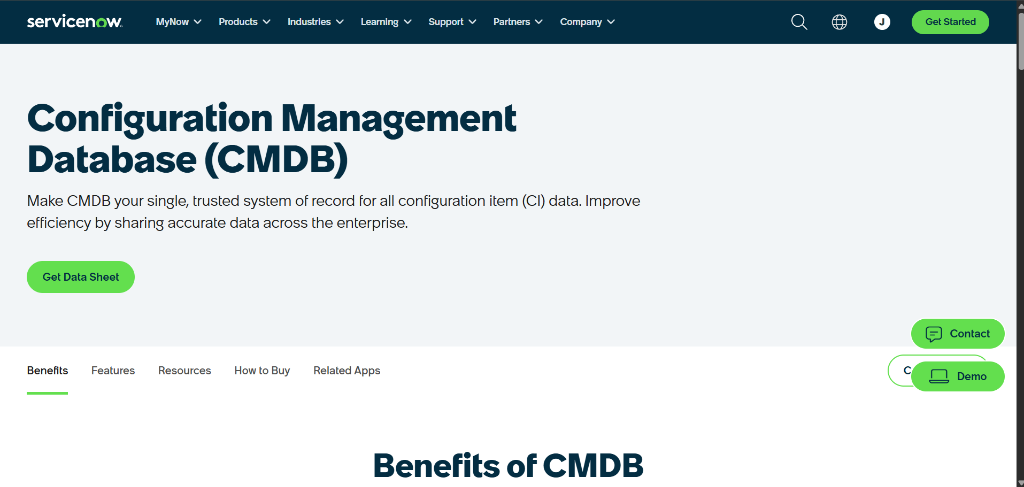 servicenow.
MyNow Products Industries Learning Support Partners Company J Get Started
Configuration Management
Database (CMDB)
Make CMDB your single, trusted system of record for all configuration item (CI) data. Improve
efficiency by sharing accurate data across the enterprise.
Get Data Sheet
Contact
Benefits Features Resources How to Buy Related Apps
Demo
Benefits of CMDB